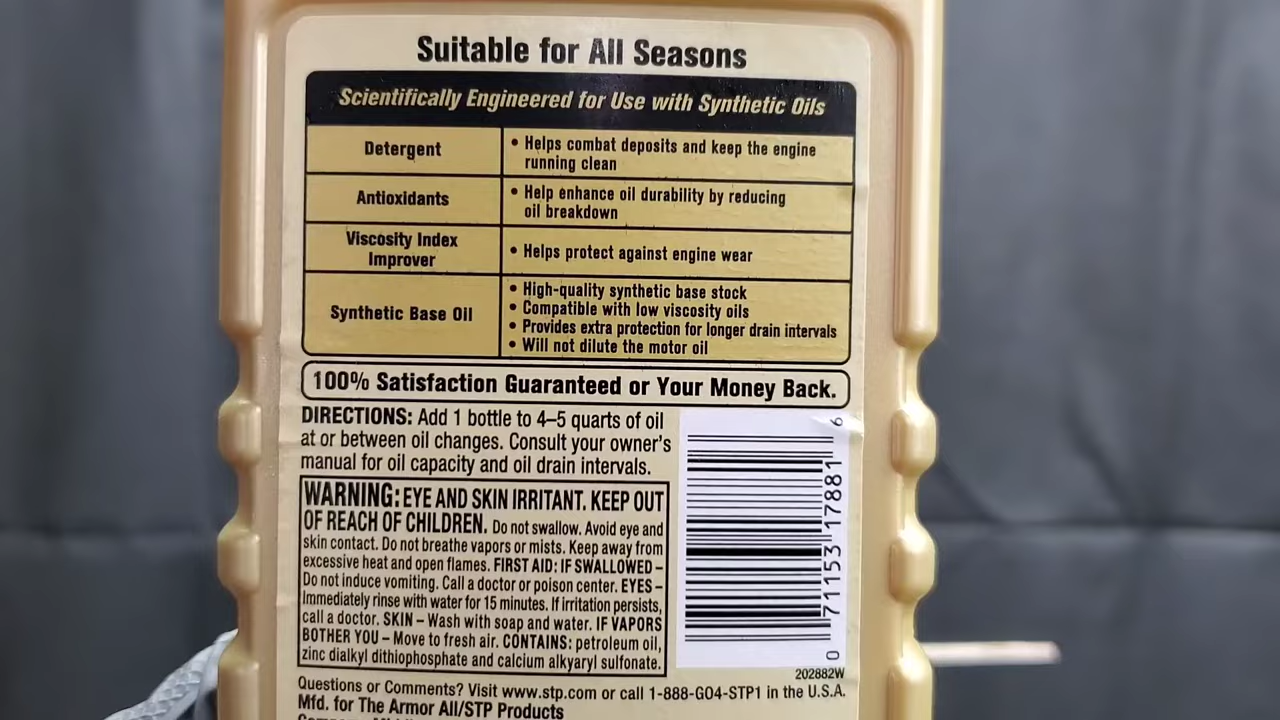 Suitable for All Seasons
Scientifically Engineered for Use with Synthetic Oils
Detergent
• Helps combat deposits and keep the engine
running clean
Antioxidants
• Help enhance oil durability by reducing
oil breakdown
Viscosity Index
Improver
• Helps protect against engine wear
Synthetic Base Oil
• High-quality synthetic base stock
• Compatible with low viscosity oils
• Provides extra protection for longer drain intervals
• Will not dilute the motor oil
100% Satisfaction Guaranteed or Your Money Back.
DIRECTIONS: Add 1 bottle to 4–5 quarts of oil
at or between oil changes. Consult your owner's
manual for oil capacity and oil drain intervals.
WARNING: EYE AND SKIN IRRITANT. KEEP OUT
OF REACH OF CHILDREN. Do not swallow. Avoid eye and
skin contact. Do not breathe vapors or mists. Keep away from
excessive heat and open flames. FIRST AID: IF SWALLOWED –
Do not induce vomiting. Call a doctor or poison center. EYES –
Immediately rinse with water for 15 minutes. If irritation persists,
call a doctor. SKIN – Wash with soap and water. IF VAPORS
BOTHER YOU – Move to fresh air. CONTAINS: petroleum oil,
zinc dialkyl dithiophosphate and calcium alkyaryl sulfonate.
0 71153 17881 6
202882W
Questions or Comments? Visit www.stp.com or call 1-888-GO4-STP1 in the U.S.A.
Mfd. for The Armor All/STP Products